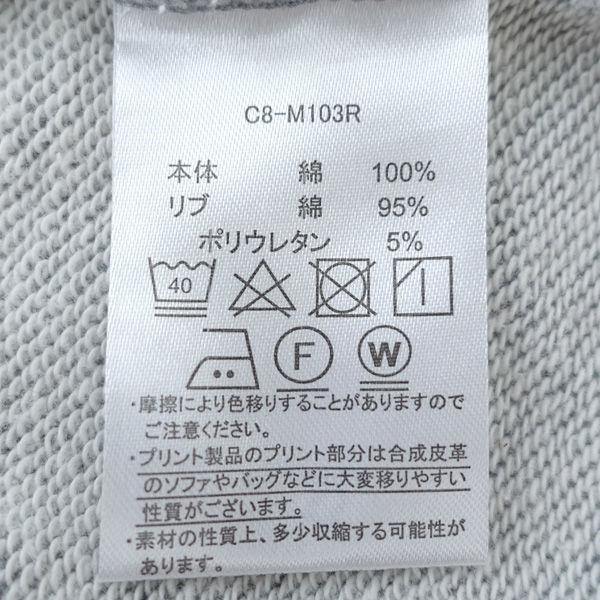 C8-M103R
本体 綿 100%
リブ 綿 95%
ポリウレタン 5%
40
F W
・摩擦により色移りすることがありますので
ご注意ください。
・プリント製品のプリント部分は合成皮革
のソファやバッグなどに大変移りやすい
性質がございます。
・素材の性質上、多少収縮する可能性が
あります。